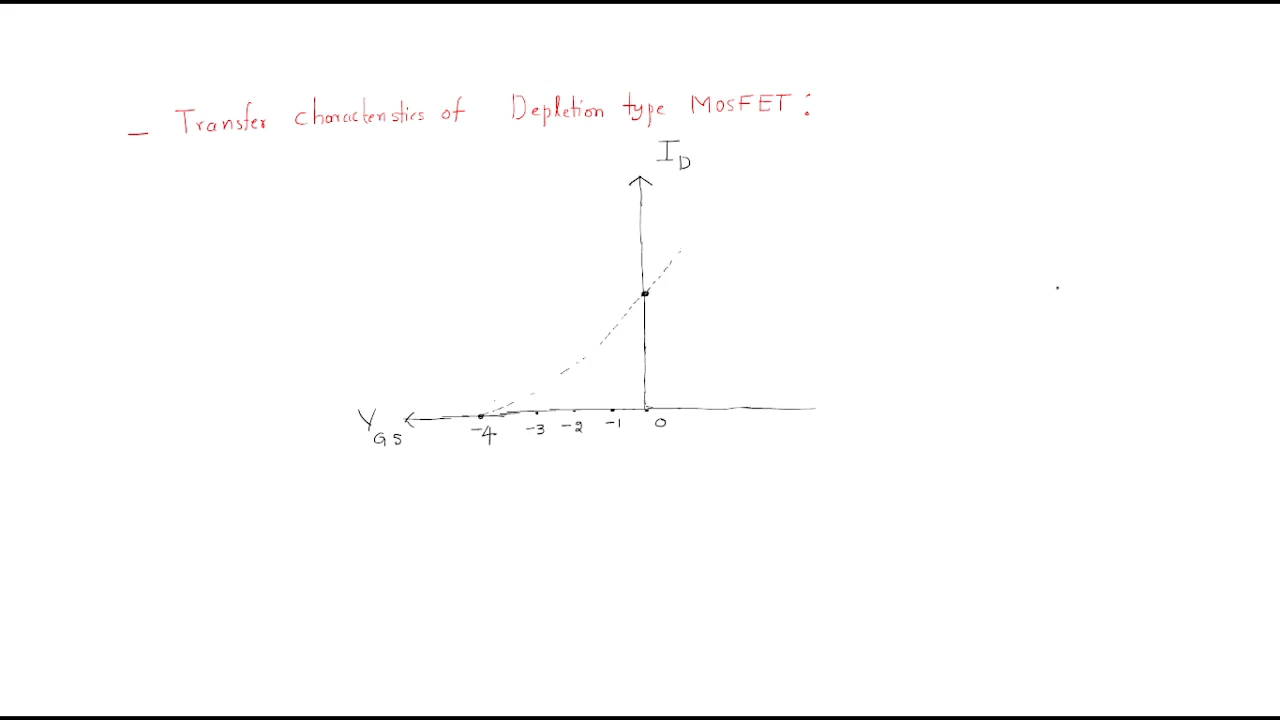 - Transfer characteristics of Depletion type MOSFET:
I_D
V_GS
-4 -3 -2 -1 0